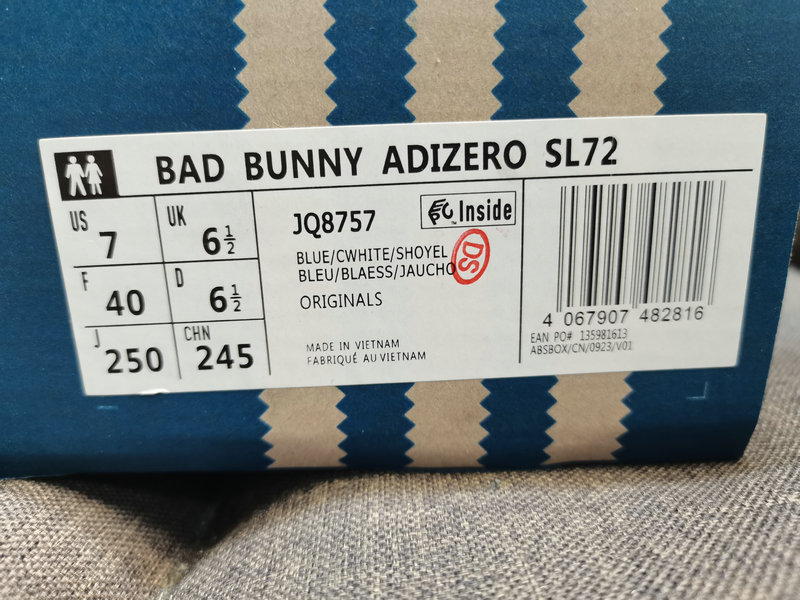 BAD BUNNY ADIZERO SL72
US 7
UK 6½
F 40
D 6½
J 250
CHN 245
JQ8757
EPC Inside
™
BLUE/CWHITE/SHOYEL
BLEU/BLAESS/JAUCHO
DS
ORIGINALS
MADE IN VIETNAM
FABRIQUÉ AU VIETNAM
4 067907 482816
EAN PO# 135981613
ABSBOX/CN/0923/V01